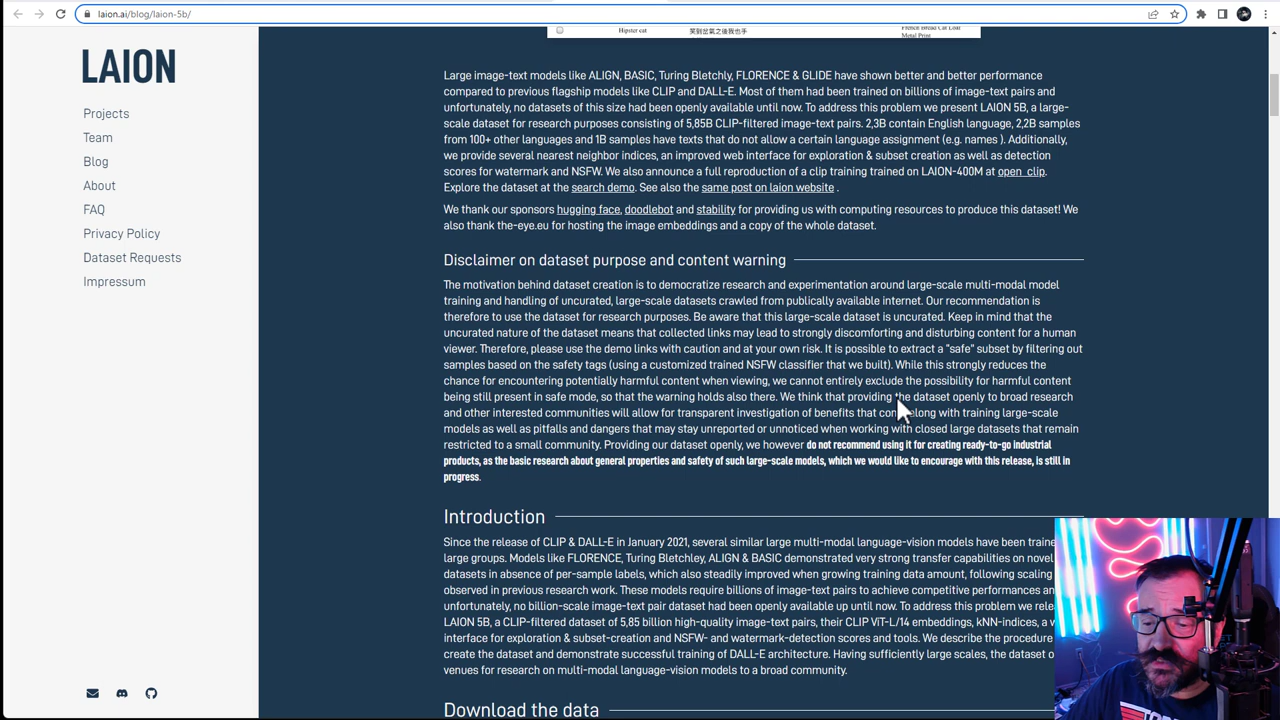 laion.ai/blog/laion-5b/
Hipster cat
笑到岔氣之後我也手
French Bread Cat Loaf
Metal Print
LAION
Projects
Team
Blog
About
FAQ
Privacy Policy
Dataset Requests
Impressum
Large image-text models like ALIGN, BASIC, Turing Bletchly, FLORENCE & GLIDE have shown better and better performance
compared to previous flagship models like CLIP and DALL-E. Most of them had been trained on billions of image-text pairs and
unfortunately, no datasets of this size had been openly available until now. To address this problem we present LAION 5B, a large-
scale dataset for research purposes consisting of 5,85B CLIP-filtered image-text pairs. 2,3B contain English language, 2,2B samples
from 100+ other languages and 1B samples have texts that do not allow a certain language assignment (e.g. names ). Additionally,
we provide several nearest neighbor indices, an improved web interface for exploration & subset creation as well as detection
scores for watermark and NSFW. We also announce a full reproduction of a clip training trained on LAION-400M at open_clip.
Explore the dataset at the search demo. See also the same post on laion website .
We thank our sponsors hugging face, doodlebot and stability for providing us with computing resources to produce this dataset! We
also thank the-eye.eu for hosting the image embeddings and a copy of the whole dataset.
Disclaimer on dataset purpose and content warning
The motivation behind dataset creation is to democratize research and experimentation around large-scale multi-modal model
training and handling of uncurated, large-scale datasets crawled from publically available internet. Our recommendation is
therefore to use the dataset for research purposes. Be aware that this large-scale dataset is uncurated. Keep in mind that the
uncurated nature of the dataset means that collected links may lead to strongly discomforting and disturbing content for a human
viewer. Therefore, please use the demo links with caution and at your own risk. It is possible to extract a “safe” subset by filtering out
samples based on the safety tags (using a customized trained NSFW classifier that we built). While this strongly reduces the
chance for encountering potentially harmful content when viewing, we cannot entirely exclude the possibility for harmful content
being still present in safe mode, so that the warning holds also there. We think that providing the dataset openly to broad research
and other interested communities will allow for transparent investigation of benefits that along with training large-scale
models as well as pitfalls and dangers that may stay unreported or unnoticed when working with closed large datasets that remain
restricted to a small community. Providing our dataset openly, we however do not recommend using it for creating ready-to-go industrial
products, as the basic research about general properties and safety of such large-scale models, which we would like to encourage with this release, is still in
progress.
Introduction
Since the release of CLIP & DALL-E in January 2021, several similar large multi-modal language-vision models have been traine
large groups. Models like FLORENCE, Turing Bletchley, ALIGN & BASIC demonstrated very strong transfer capabilities on novel
datasets in absence of per-sample labels, which also steadily improved when growing training data amount, following scaling
observed in previous research work. These models require billions of image-text pairs to achieve competitive performances an
unfortunately, no billion-scale image-text pair dataset had been openly available up until now. To address this problem we rele
LAION 5B, a CLIP-filtered dataset of 5,85 billion high-quality image-text pairs, their CLIP ViT-L/14 embeddings, kNN-indices, a w
interface for exploration & subset-creation and NSFW- and watermark-detection scores and tools. We describe the procedure
create the dataset and demonstrate successful training of DALL-E architecture. Having sufficiently large scales, the dataset o
venues for research on multi-modal language-vision models to a broad community.
Download the data